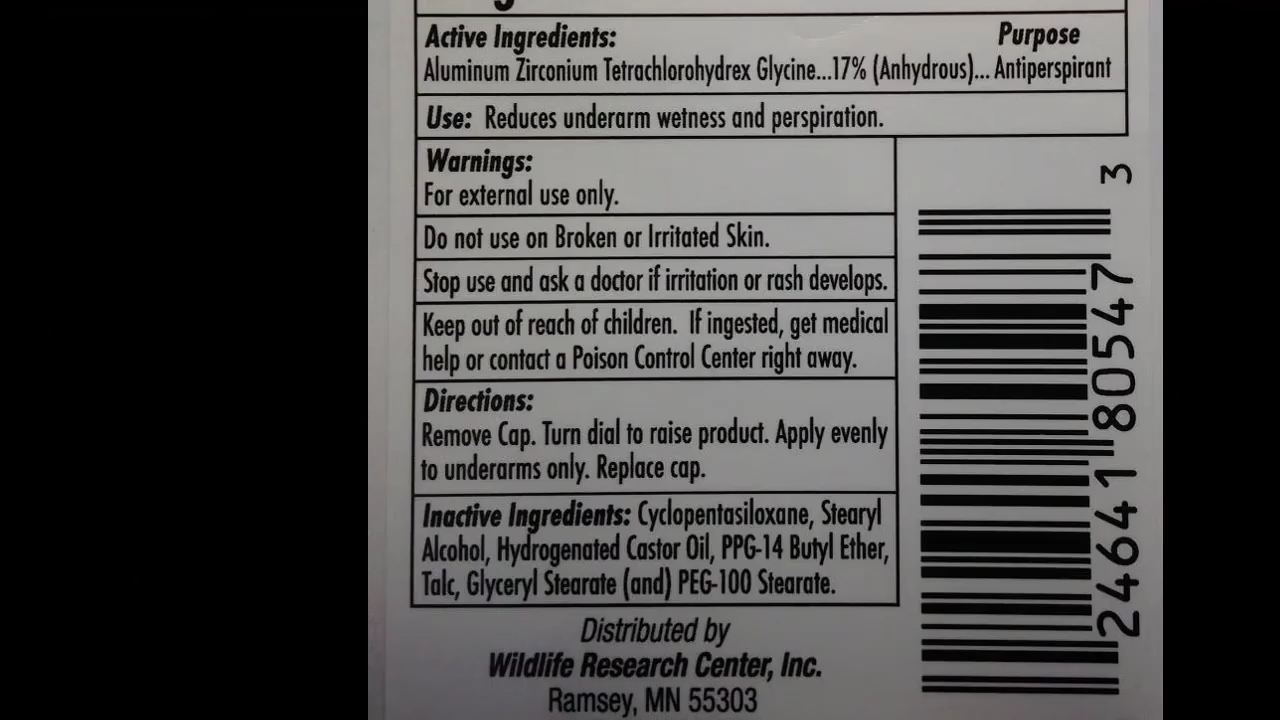 Active Ingredients: Purpose
Aluminum Zirconium Tetrachlorohydrex Glycine...17% (Anhydrous)... Antiperspirant
Use: Reduces underarm wetness and perspiration.
Warnings:
For external use only.
Do not use on Broken or Irritated Skin.
Stop use and ask a doctor if irritation or rash develops.
Keep out of reach of children. If ingested, get medical
help or contact a Poison Control Center right away.
Directions:
Remove Cap. Turn dial to raise product. Apply evenly
to underarms only. Replace cap.
Inactive Ingredients: Cyclopentasiloxane, Stearyl
Alcohol, Hydrogenated Castor Oil, PPG-14 Butyl Ether,
Talc, Glyceryl Stearate (and) PEG-100 Stearate.
Distributed by
Wildlife Research Center, Inc.
Ramsey, MN 55303
24641 80547 3